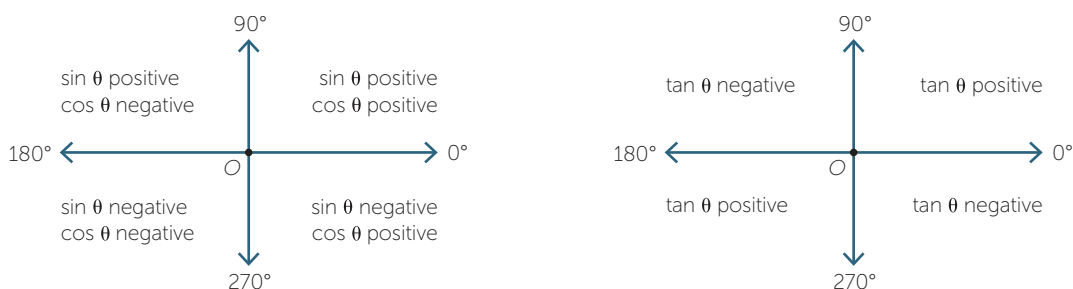 90°
sin θ positive
cos θ negative
sin θ positive
cos θ positive
180°
O
0°
sin θ negative
cos θ negative
sin θ negative
cos θ positive
270°
90°
tan θ negative
tan θ positive
180°
O
0°
tan θ positive
tan θ negative
270°